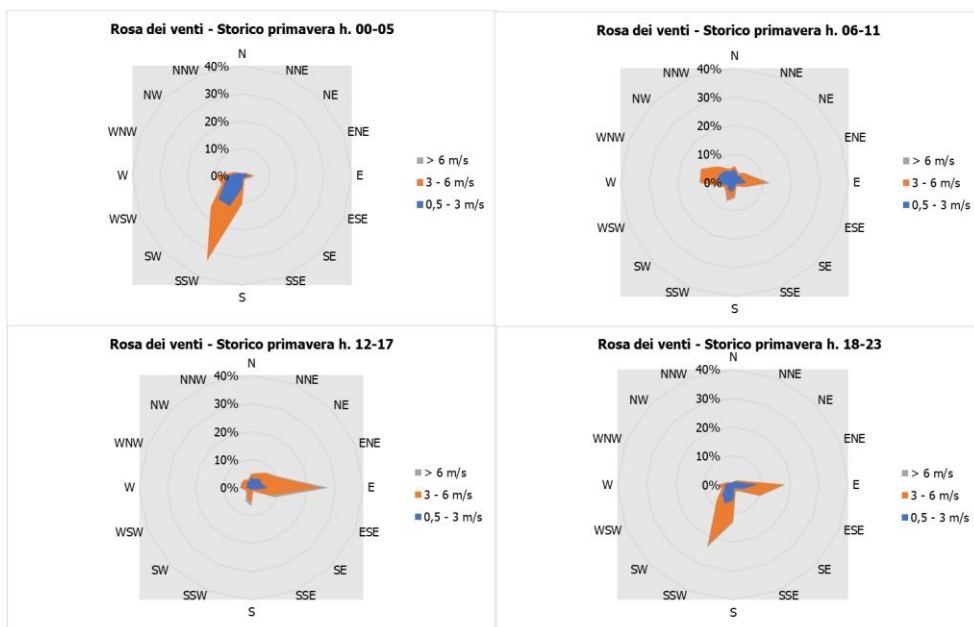 Rosa dei venti - Storico primavera h. 00-05
N
NNW
NNE
40%
NW
NE
30%
20%
WNW
ENE
10%
W
0%
E
WSW
ESE
SW
SE
SSW
SSE
S
> 6 m/s
3 - 6 m/s
0,5 - 3 m/s
Rosa dei venti - Storico primavera h. 06-11
N
NNW
NNE
40%
NW
NE
30%
20%
WNW
ENE
10%
W
0%
E
WSW
ESE
SW
SE
SSW
SSE
S
> 6 m/s
3 - 6 m/s
0,5 - 3 m/s
Rosa dei venti - Storico primavera h. 12-17
N
NNW
NNE
40%
NW
NE
30%
20%
WNW
ENE
10%
W
0%
E
WSW
ESE
SW
SE
SSW
SSE
S
> 6 m/s
3 - 6 m/s
0,5 - 3 m/s
Rosa dei venti - Storico primavera h. 18-23
N
NNW
NNE
40%
NW
NE
30%
20%
WNW
ENE
10%
W
0%
E
WSW
ESE
SW
SE
SSW
SSE
S
> 6 m/s
3 - 6 m/s
0,5 - 3 m/s